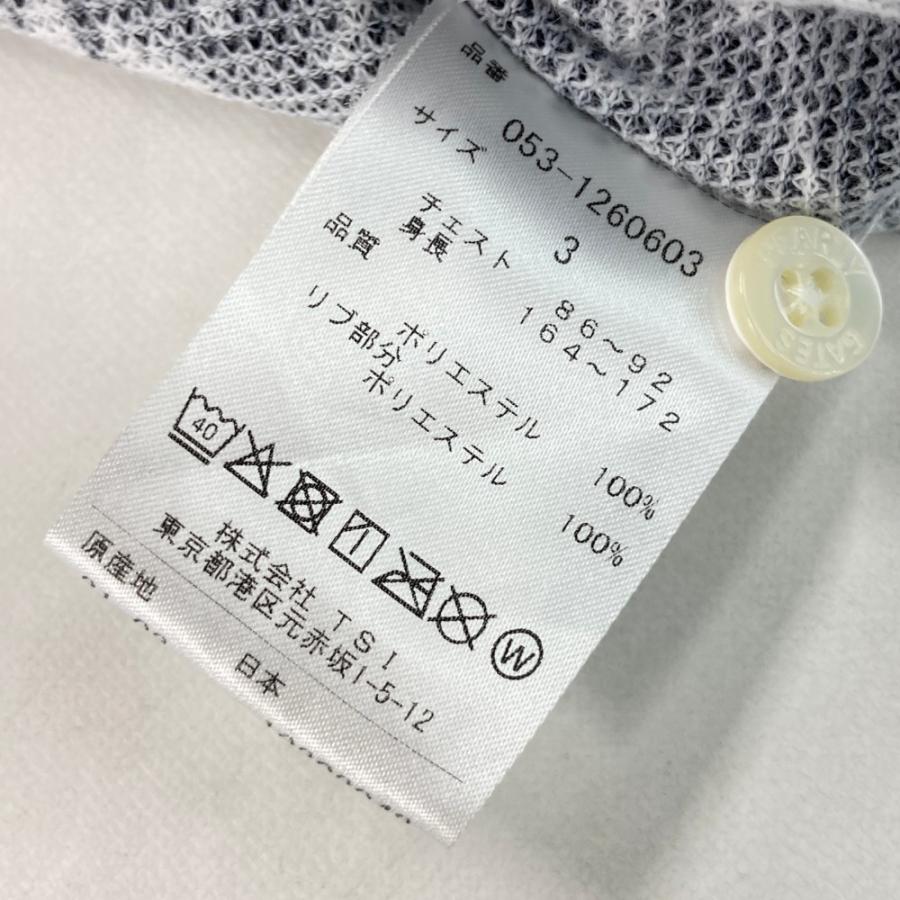 品番
053-1260603
サイズ
3
チェスト 86～92
身長 164～172
品質
ポリエステル 100%
リブ部分
ポリエステル 100%
40
W
株式会社 TSI
東京都港区元赤坂1-5-12
原産地
日本
PEARLY
GATES